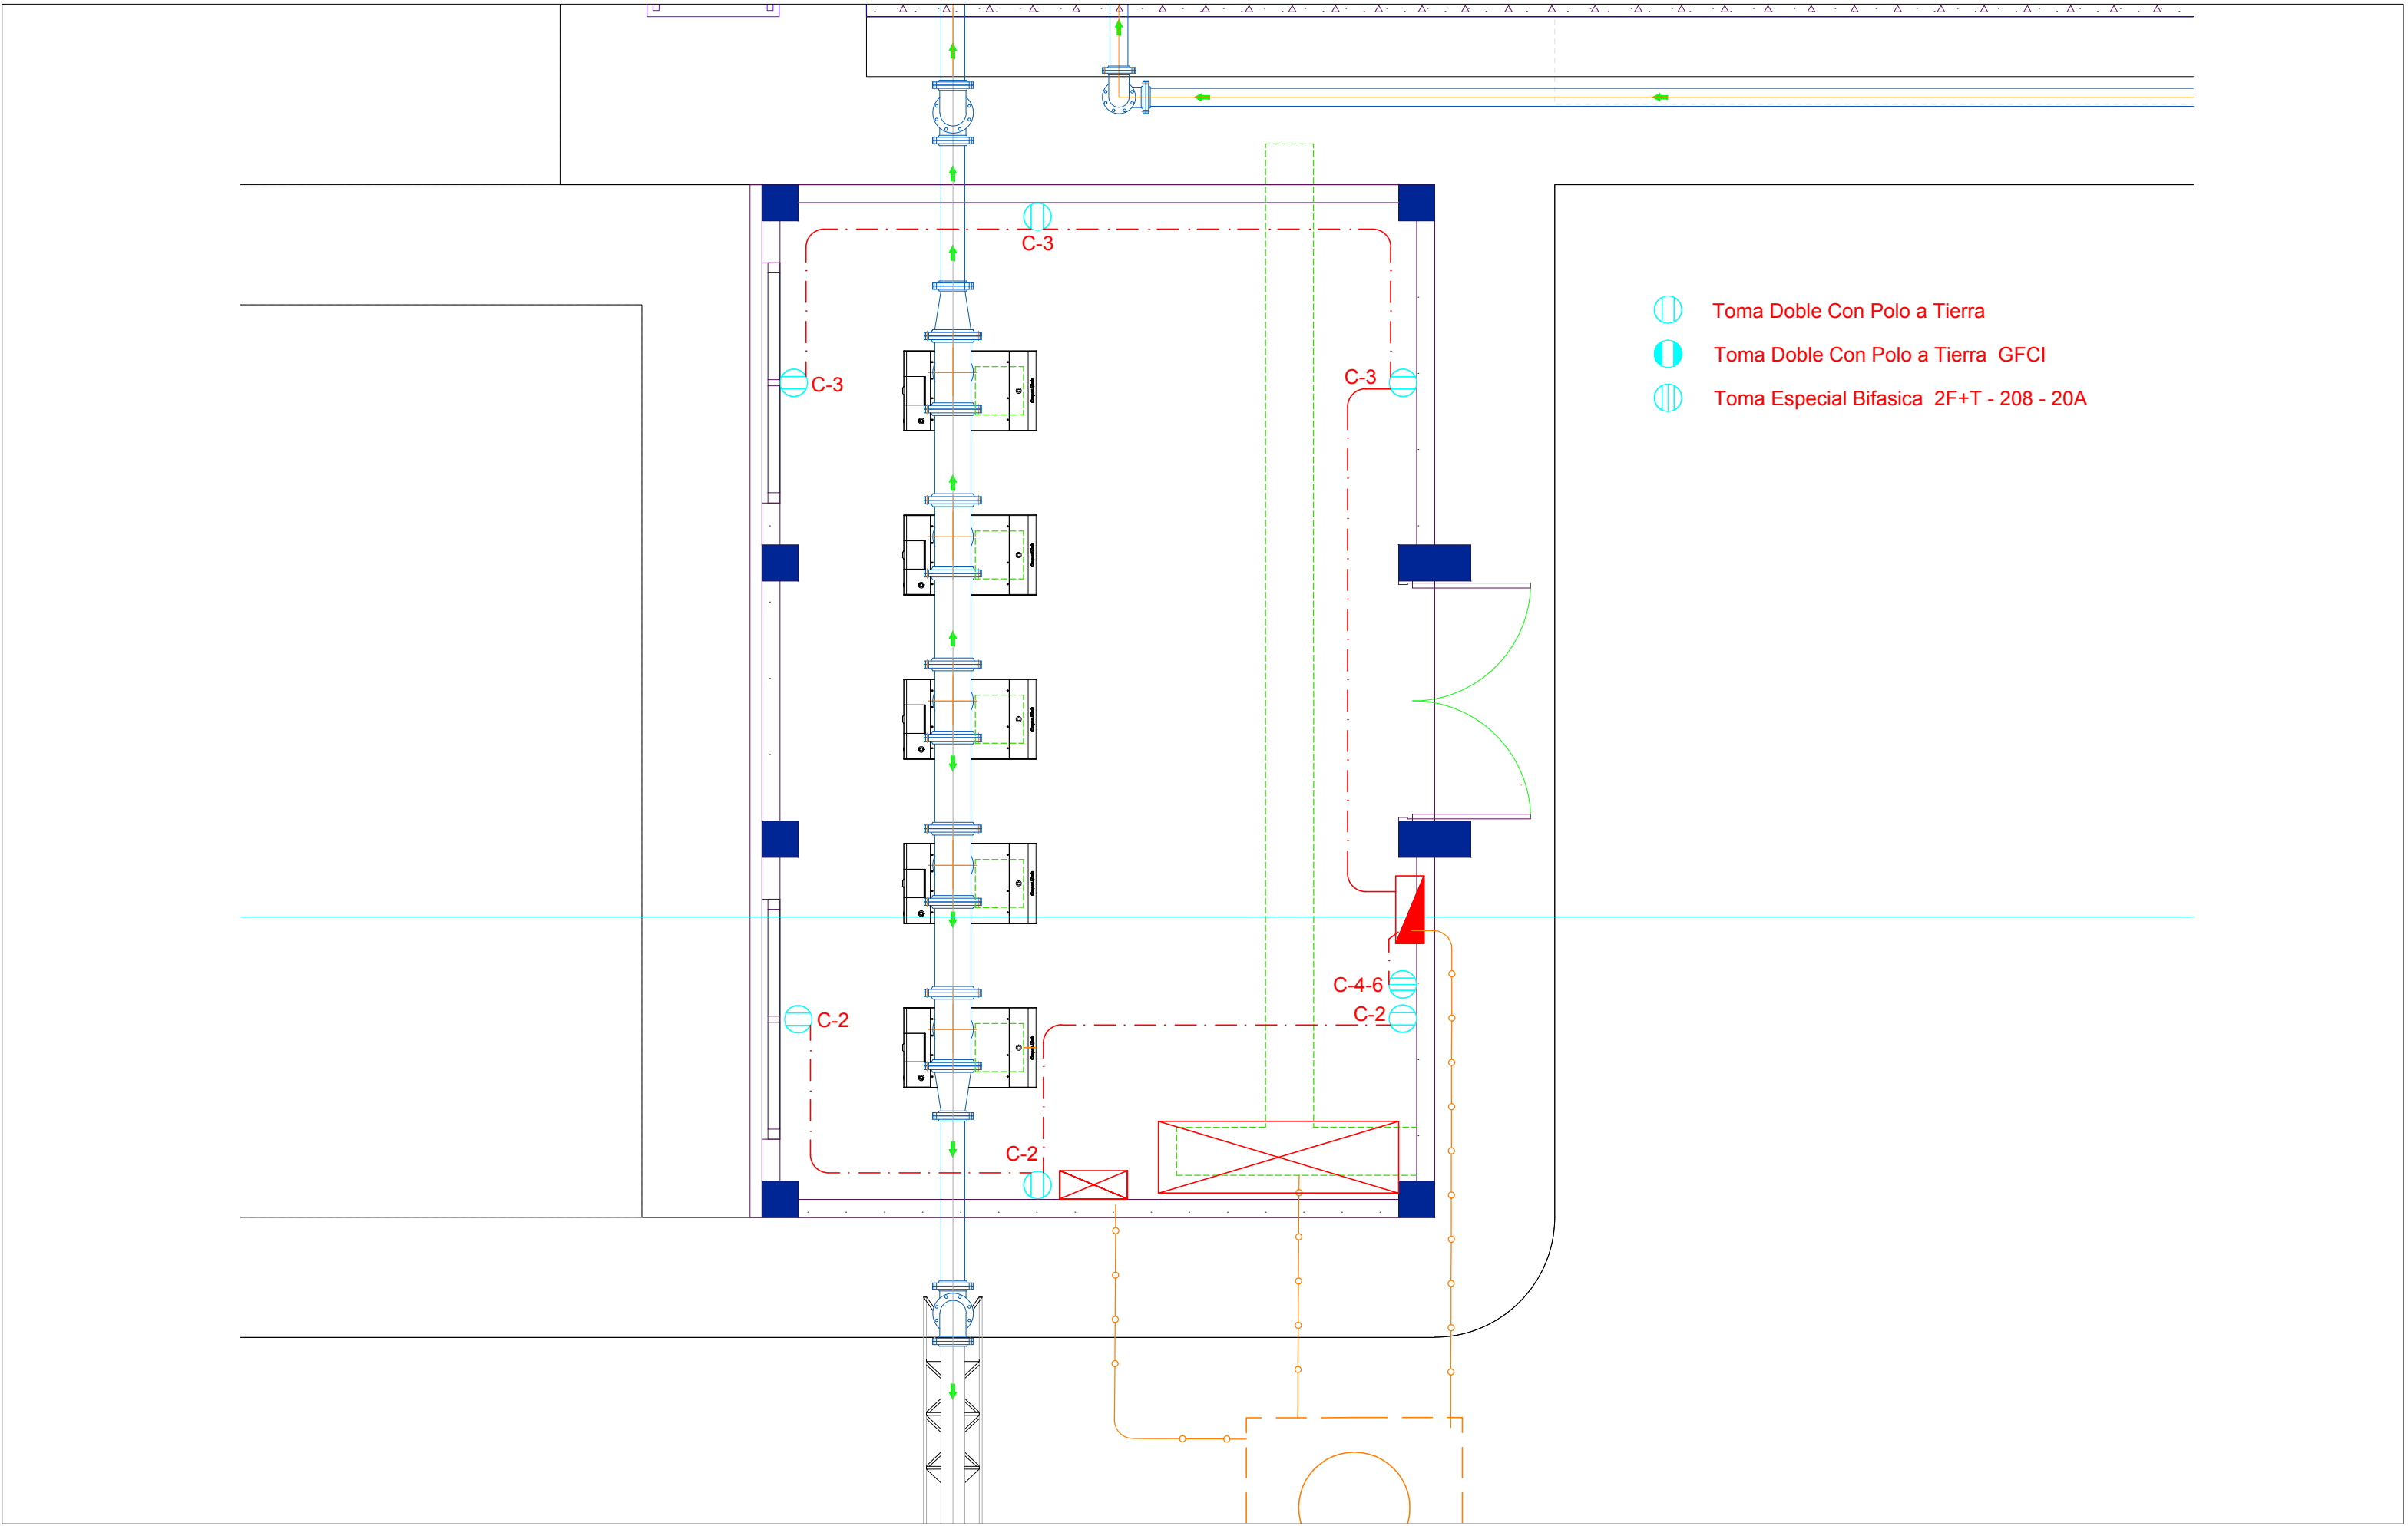 C-3
Toma Doble Con Polo a Tierra
Toma Doble Con Polo a Tierra  GFCI
C-3
C-3
Toma Especial Bifasica  2F+T - 208 - 20A
C-4-6
C-2
C-2
C-2